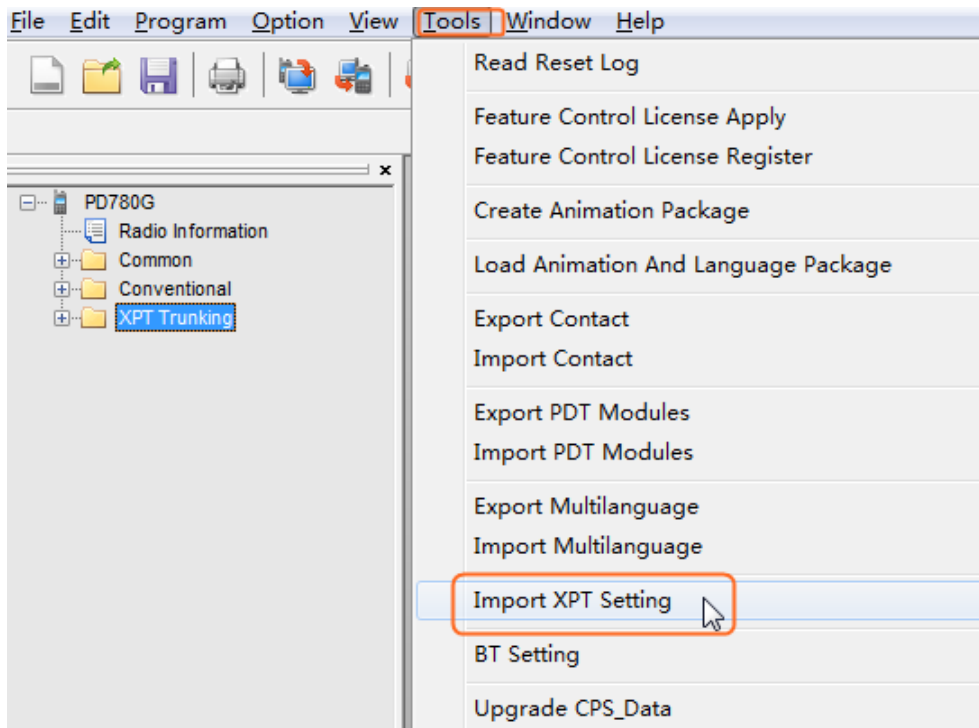 File Edit Program Option View Tools Window Help
Read Reset Log
Feature Control License Apply
Feature Control License Register
Create Animation Package
Load Animation And Language Package
Export Contact
Import Contact
Export PDT Modules
Import PDT Modules
Export Multilanguage
Import Multilanguage
Import XPT Setting
BT Setting
Upgrade CPS_Data
x
PD780G
Radio Information
Common
Conventional
XPT Trunking